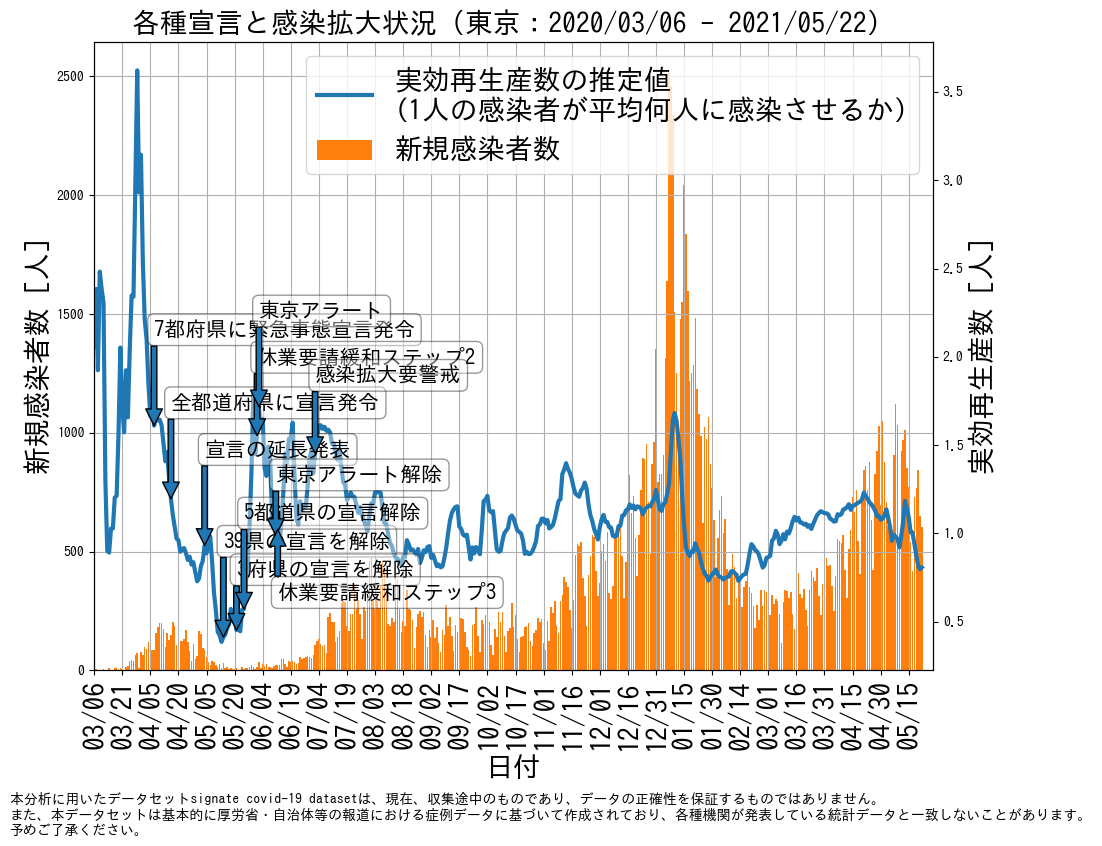 各種宣言と感染拡大状況（東京：2020/03/06 - 2021/05/22）
実効再生産数の推定値
(1人の感染者が平均何人に感染させるか)
新規感染者数
新規感染者数 [人]
2500
2000
1500
1000
500
0
3.5
3.0
2.5
2.0
1.5
1.0
0.5
実効再生産数 [人]
東京アラート
7都府県に緊急事態宣言発令
休業要請緩和ステップ2
感染拡大要警戒
全都道府県に宣言発令
宣言の延長発表
東京アラート解除
5都道県の宣言解除
39県の宣言を解除
3府県の宣言を解除
休業要請緩和ステップ3
03/06
03/21
04/05
04/20
05/05
05/20
06/04
06/19
07/04
07/19
08/03
08/18
09/02
09/17
10/02
10/17
11/01
11/16
12/01
12/16
12/31
01/15
01/30
02/14
03/01
03/16
03/31
04/15
04/30
05/15
日付
本分析に用いたデータセットsignate covid-19 datasetは、現在、収集途中のものであり、データの正確性を保証するものではありません。
また、本データセットは基本的に厚労省・自治体等の報道における症例データに基づいて作成されており、各種機関が発表している統計データと一致しないことがあります。
予めご了承ください。